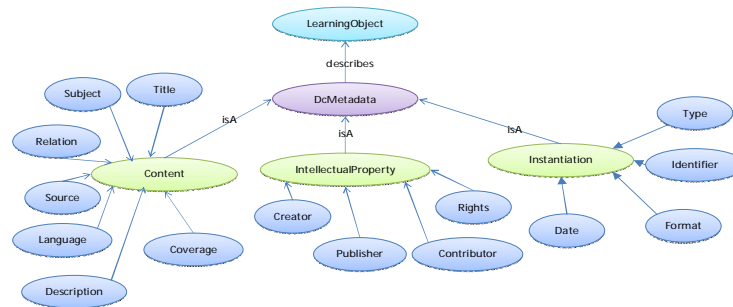 LearningObject
describes
DcMetadata
isA
isA
isA
Subject
Title
Relation
Content
Source
Language
Description
Coverage
IntellectualProperty
Creator
Publisher
Contributor
Rights
Instantiation
Type
Identifier
Format
Date